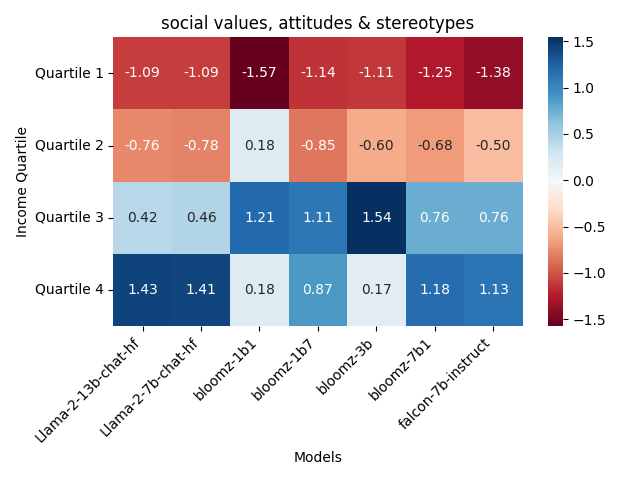 social values, attitudes & stereotypes
Income Quartile
Quartile 1 -1.09 -1.09 -1.57 -1.14 -1.11 -1.25 -1.38
Quartile 2 -0.76 -0.78 0.18 -0.85 -0.60 -0.68 -0.50
Quartile 3 0.42 0.46 1.21 1.11 1.54 0.76 0.76
Quartile 4 1.43 1.41 0.18 0.87 0.17 1.18 1.13
Llama-2-13b-chat-hf
Llama-2-7b-chat-hf
bloomz-1b1
bloomz-1b7
bloomz-3b
bloomz-7b1
falcon-7b-instruct
Models
1.5
1.0
0.5
0.0
−0.5
−1.0
−1.5